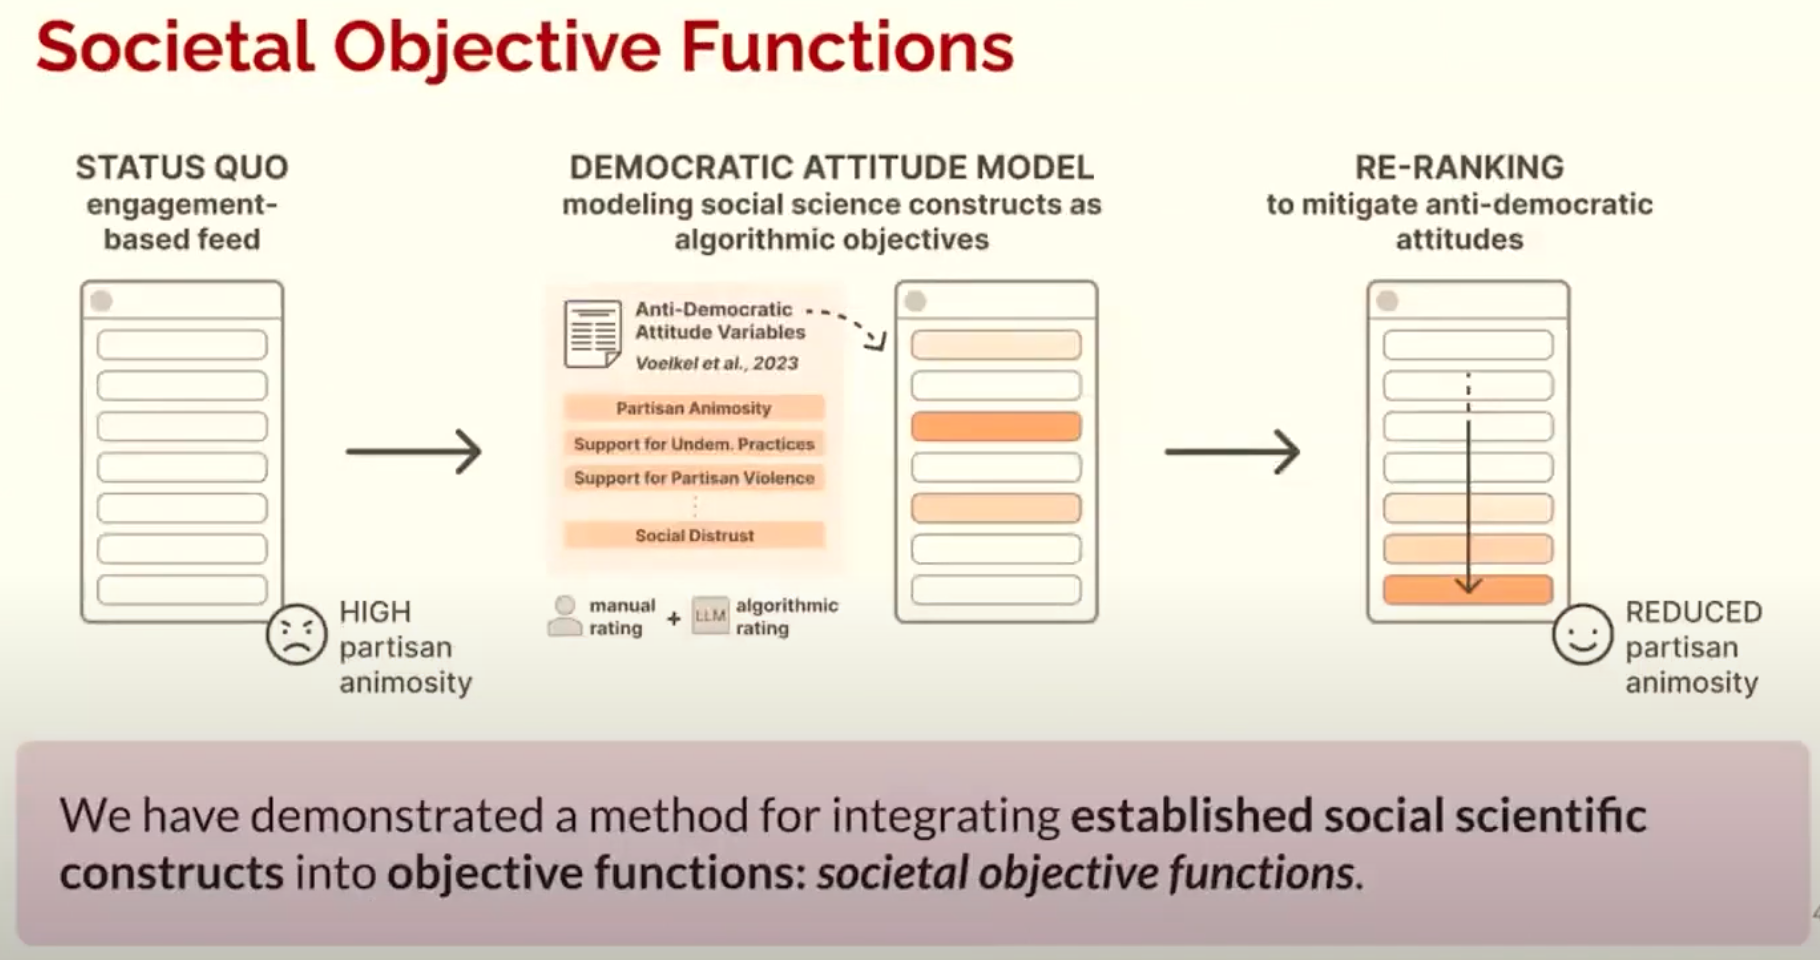 Societal Objective Functions
STATUS QUO
engagement-
based feed
HIGH
partisan
animosity
DEMOCRATIC ATTITUDE MODEL
modeling social science constructs as
algorithmic objectives
Anti-Democratic
Attitude Variables
Voelkel et al., 2023
Partisan Animosity
Support for Undem. Practices
Support for Partisan Violence
Social Distrust
manual
rating
+
LLM
algorithmic
rating
RE-RANKING
to mitigate anti-democratic
attitudes
REDUCED
partisan
animosity
We have demonstrated a method for integrating established social scientific
constructs into objective functions: societal objective functions.